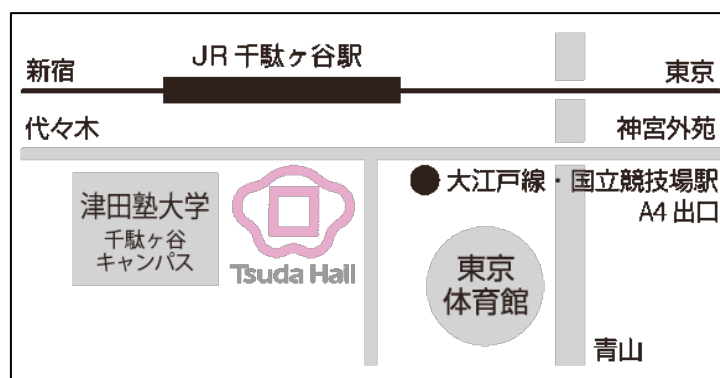 JR 千駄ヶ谷駅
新宿
東京
代々木
神宮外苑
大江戸線・国立競技場駅
A4 出口
津田塾大学
千駄ヶ谷
キャンパス
Tsuda Hall
東京
体育館
青山